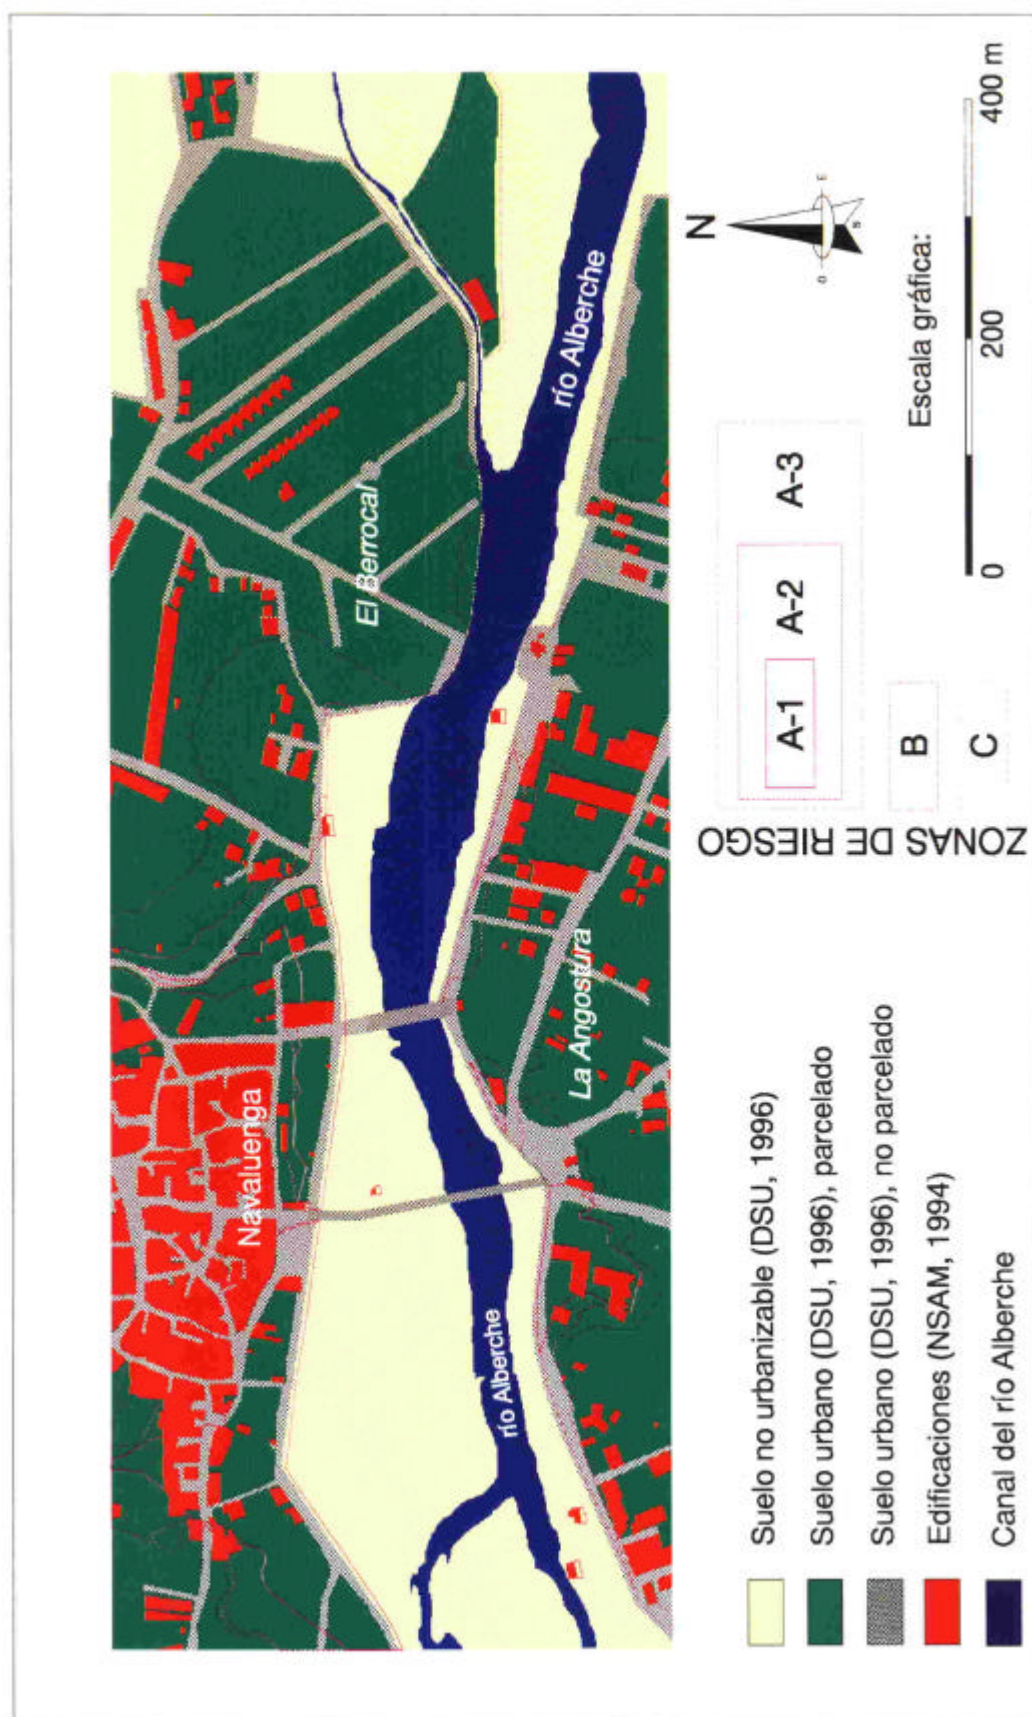 Navaluenga
El Berrocal
río Alberche
río Alberche
La Angostura
Suelo no urbanizable (DSU, 1996)
Suelo urbano (DSU, 1996), parcelado
Suelo urbano (DSU, 1996), no parcelado
Edificaciones (NSAM, 1994)
Canal del río Alberche
ZONAS DE RIESGO
A-1
A-2
A-3
B
C
N
O
E
S
Escala gráfica:
0
200
400 m